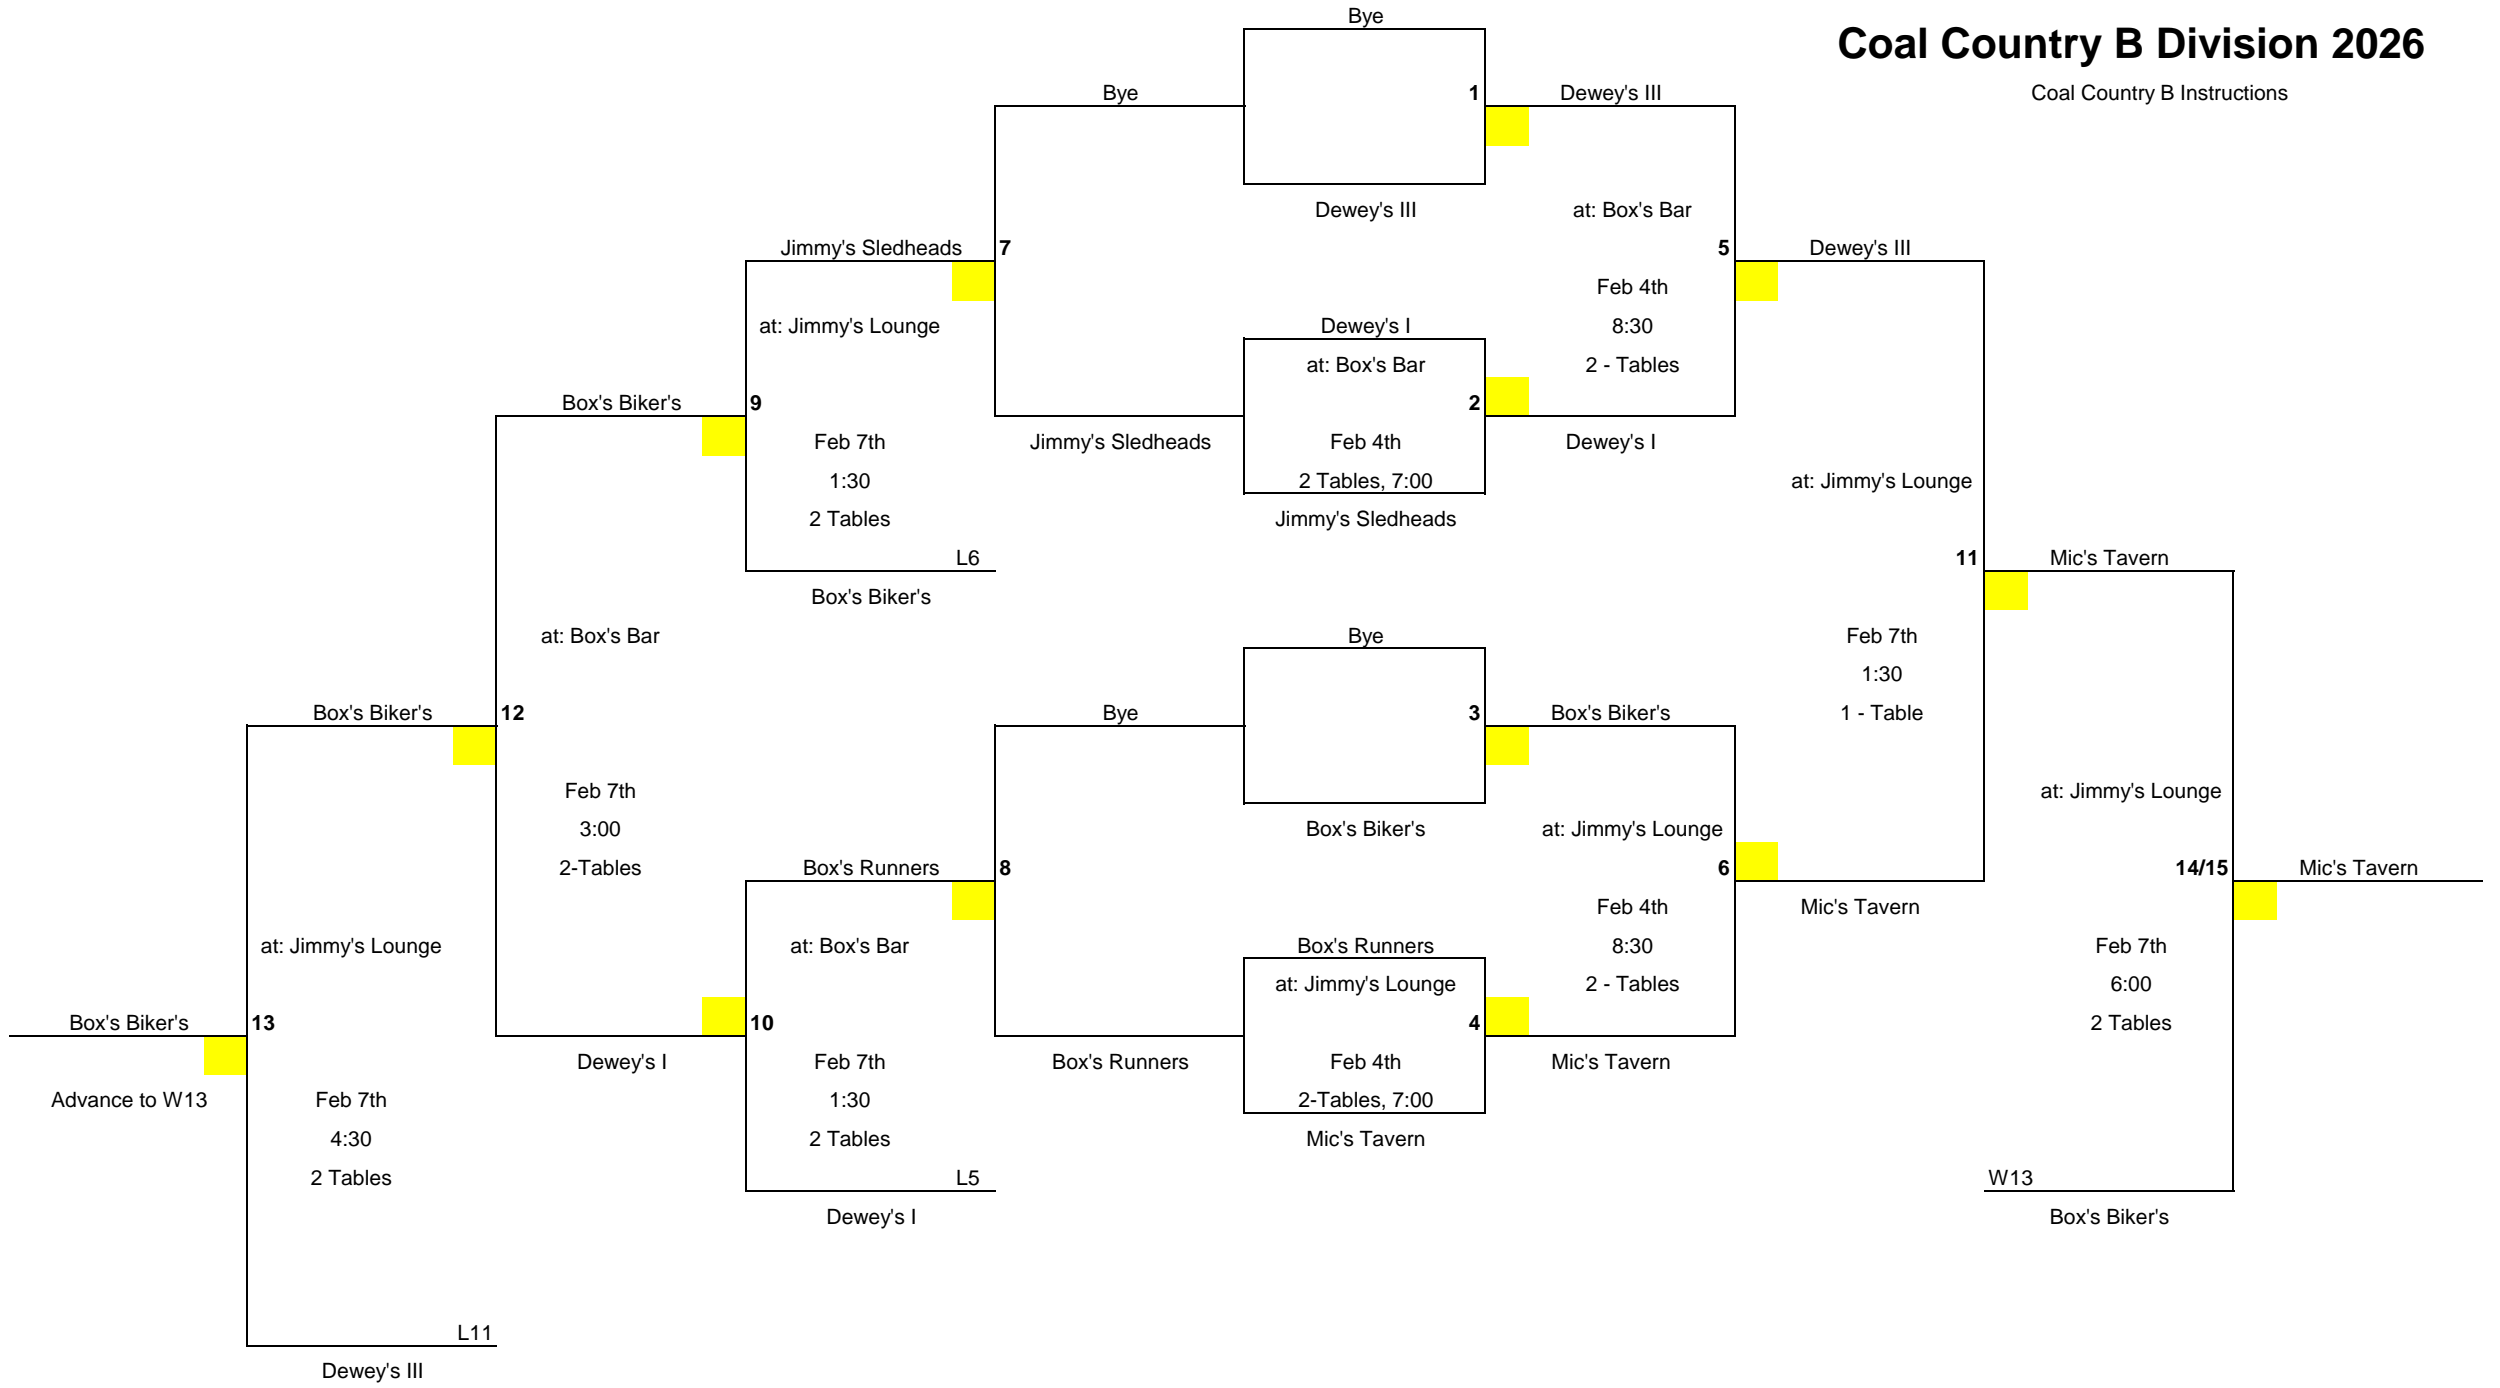 Bye
Coal Country B Division 2026
Bye
1
Dewey's III
Coal Country B Instructions
Dewey's III
at: Box's Bar
Jimmy's Sledheads
7
5
Dewey's III
Feb 4th
at: Jimmy's Lounge
Dewey's I
8:30
at: Box's Bar
2 - Tables
Box's Biker's
9
2
Feb 7th
Jimmy's Sledheads
Feb 4th
Dewey's I
1:30
2 Tables, 7:00
at: Jimmy's Lounge
2 Tables
Jimmy's Sledheads
L6
11
Mic's Tavern
Box's Biker's
at: Box's Bar
Bye
Feb 7th
1:30
Box's Biker's
12
Bye
3
Box's Biker's
1 - Table
Feb 7th
at: Jimmy's Lounge
3:00
Box's Biker's
at: Jimmy's Lounge
2-Tables
Box's Runners
8
6
14/15
Mic's Tavern
Feb 4th
Mic's Tavern
at: Jimmy's Lounge
at: Box's Bar
Box's Runners
8:30
Feb 7th
at: Jimmy's Lounge
2 - Tables
6:00
Box's Biker's
13
10
4
2 Tables
Dewey's I
Feb 7th
Box's Runners
Feb 4th
Mic's Tavern
Advance to W13
Feb 7th
1:30
2-Tables, 7:00
4:30
2 Tables
Mic's Tavern
2 Tables
L5
W13
Dewey's I
Box's Biker's
L11
Dewey's III